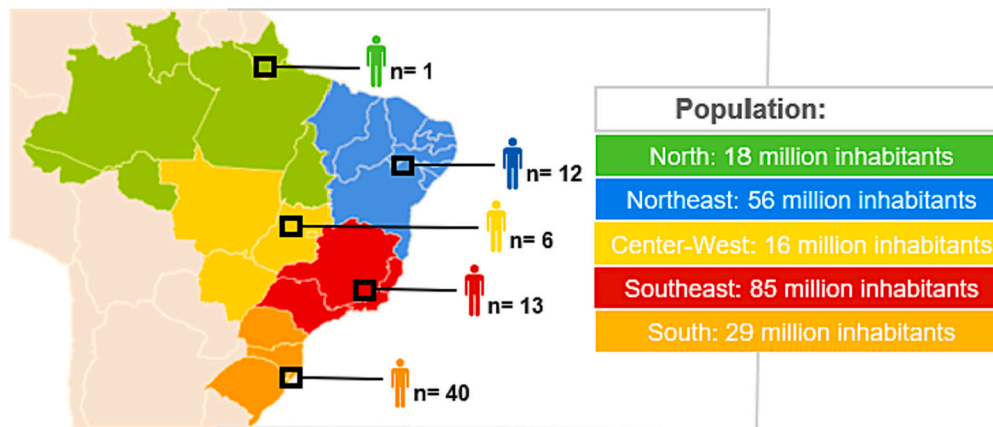 n= 1
n= 12
n= 6
n= 13
n= 40
Population:
North: 18 million inhabitants
Northeast: 56 million inhabitants
Center-West: 16 million inhabitants
Southeast: 85 million inhabitants
South: 29 million inhabitants